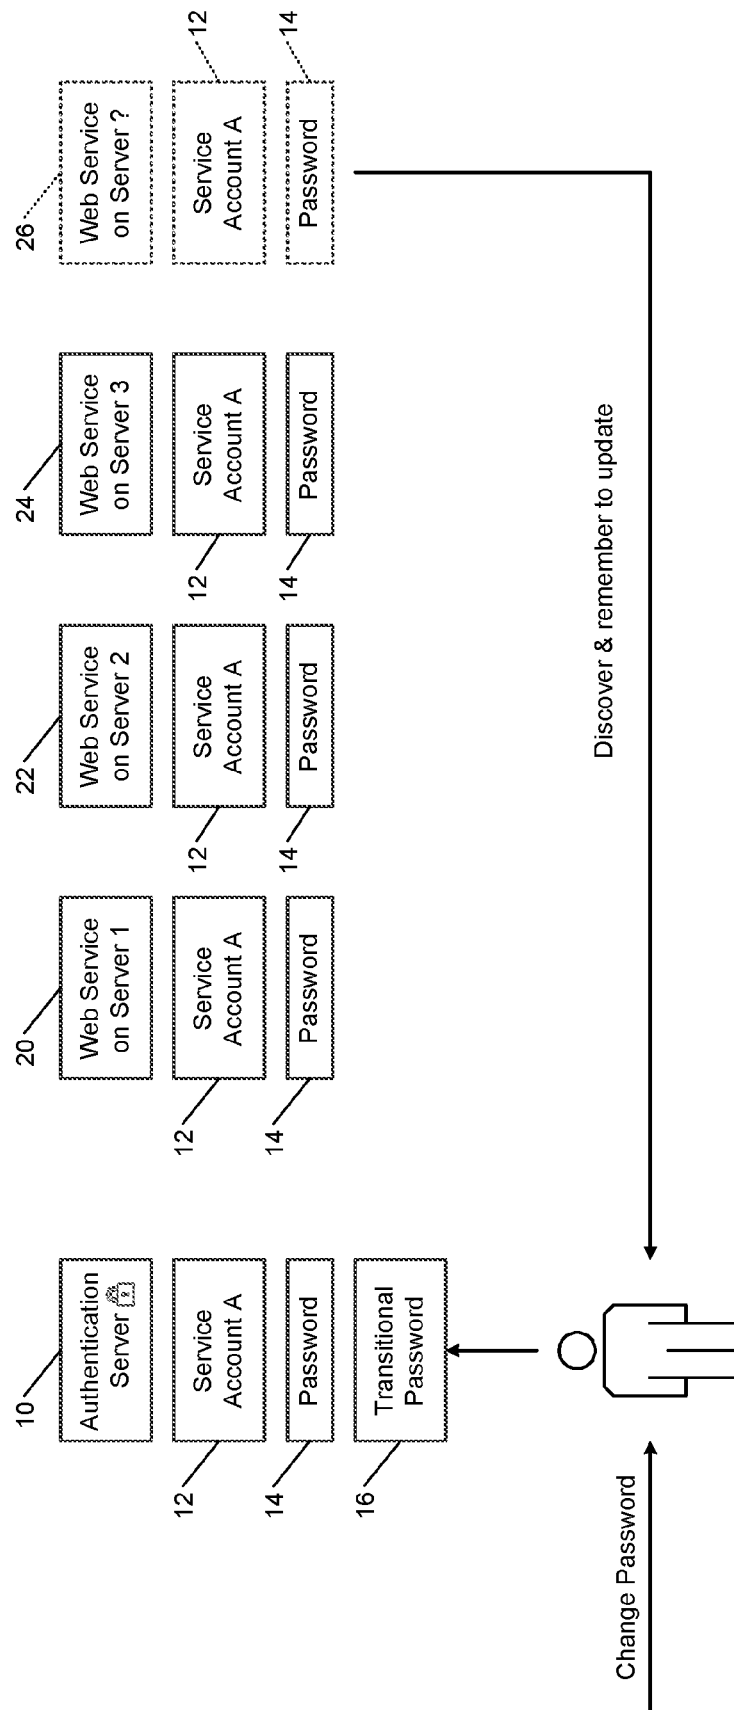 10
Authentication
Server
12
Service
Account A
14
Password
16
Transitional
Password
20
Web Service
on Server 1
12
Service
Account A
14
Password
22
Web Service
on Server 2
12
Service
Account A
14
Password
24
Web Service
on Server 3
12
Service
Account A
14
Password
26
Web Service
on Server ?
12
Service
Account A
14
Password
Change Password
Discover & remember to update